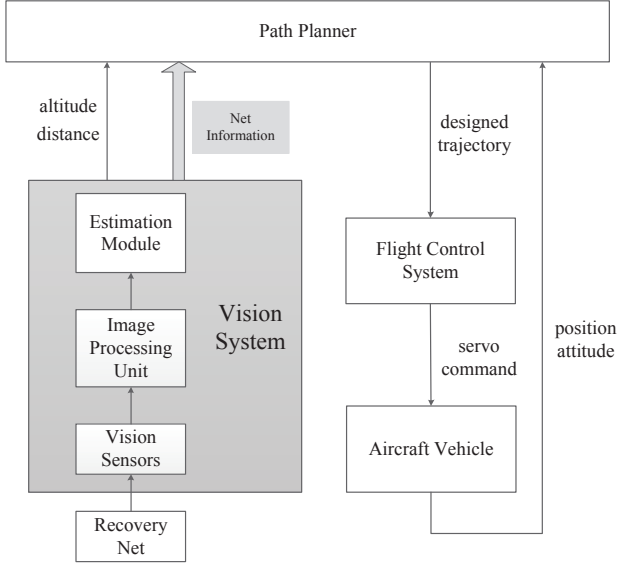 Path Planner
altitude
distance
Net
Information
designed
trajectory
Estimation
Module
Flight Control
System
Vision
System
Image
Processing
Unit
position
attitude
servo
command
Vision
Sensors
Aircraft Vehicle
Recovery
Net